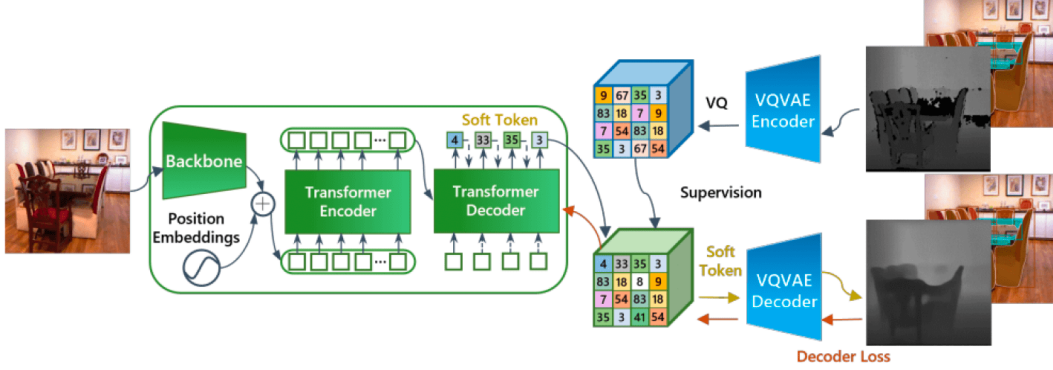 Backbone
Position
Embeddings
...
Transformer
Encoder
...
Soft Token
4 33 35 3
Transformer
Decoder
9 67 35 3
83 18 7 9
7 54 83 18
35 3 67 54
VQ
VQVAE
Encoder
Supervision
4 33 35 3
83 18 8 9
7 54 83 18
35 3 41 54
Soft
Token
VQVAE
Decoder
Decoder Loss